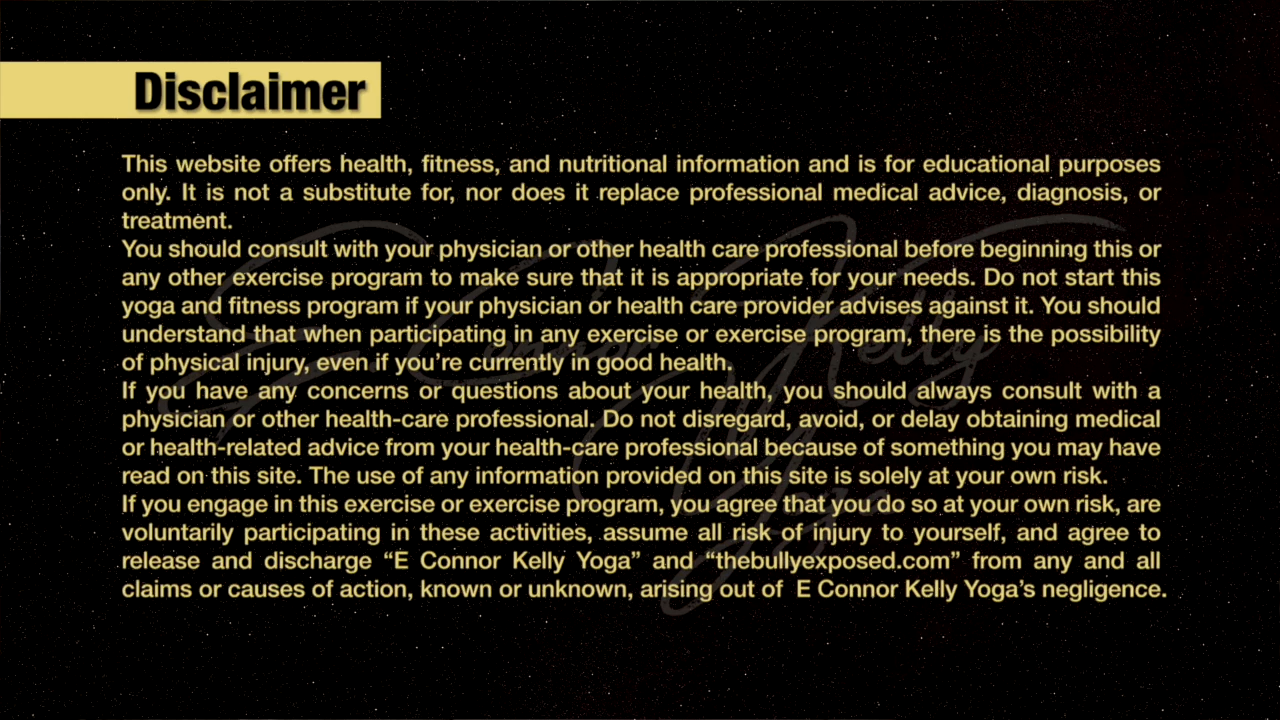 Disclaimer
This website offers health, fitness, and nutritional information and is for educational purposes
only. It is not a substitute for, nor does it replace professional medical advice, diagnosis, or
treatment.
You should consult with your physician or other health care professional before beginning this or
any other exercise program to make sure that it is appropriate for your needs. Do not start this
yoga and fitness program if your physician or health care provider advises against it. You should
understand that when participating in any exercise or exercise program, there is the possibility
of physical injury, even if you’re currently in good health.
If you have any concerns or questions about your health, you should always consult with a
physician or other health-care professional. Do not disregard, avoid, or delay obtaining medical
or health-related advice from your health-care professional because of something you may have
read on this site. The use of any information provided on this site is solely at your own risk.
If you engage in this exercise or exercise program, you agree that you do so at your own risk, are
voluntarily participating in these activities, assume all risk of injury to yourself, and agree to
release and discharge “E Connor Kelly Yoga” and “thebullyexposed.com” from any and all
claims or causes of action, known or unknown, arising out of E Connor Kelly Yoga’s negligence.
E. Connor Kelly
Yoga